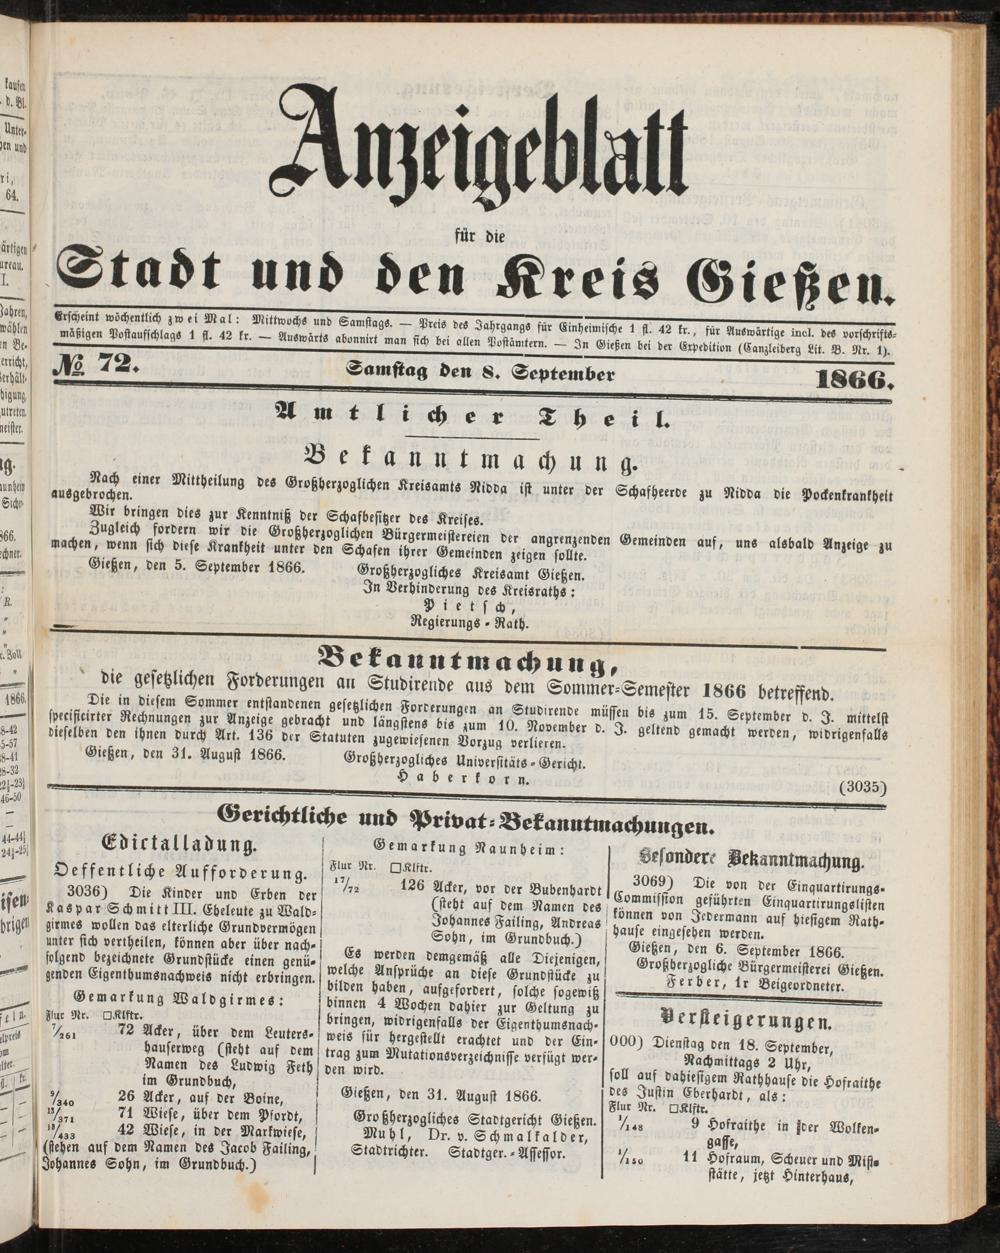 Anzeigeblatt
für die
Stadt und den Kreis Gießen.
Erscheint wöchentlich zwei Mal: Mittwochs und Samstags. — Preis des Jahrgangs für Einheimische 1 fl. 42 kr., für Auswärtige incl. des vorschrifts-
mäßigen Postaufschlags 1 fl. 42 kr. — Auswärts abonnirt man sich bei allen Postämtern. — In Gießen bei der Expedition (Canzleiberg Lit. B. Nr. 1).
№ 72. Samstag den 8. September 1866.
Amtlicher Theil.
Bekanntmachung.
Nach einer Mittheilung des Großherzoglichen Kreisamts Nidda ist unter der Schafheerde zu Nidda die Pockenkrankheit
ausgebrochen.
Wir bringen dies zur Kenntniß der Schafbesitzer des Kreises.
Zugleich fordern wir die Großherzoglichen Bürgermeistereien der angrenzenden Gemeinden auf, uns alsbald Anzeige zu
machen, wenn sich diese Krankheit unter den Schafen ihrer Gemeinden zeigen sollte.
Gießen, den 5. September 1866. Großherzogliches Kreisamt Gießen.
In Verhinderung des Kreisraths:
Pietsch,
Regierungs-Rath.
Bekanntmachung,
die gesetzlichen Forderungen an Studirende aus dem Sommer-Semester 1866 betreffend.
Die in diesem Sommer entstandenen gesetzlichen Forderungen an Studirende müssen bis zum 15. September d. J. mittelst
specificirter Rechnungen zur Anzeige gebracht und längstens bis zum 10. November d. J. geltend gemacht werden, widrigenfalls
dieselben den ihnen durch Art. 136 der Statuten zugewiesenen Vorzug verlieren.
Gießen, den 31. August 1866. Großherzogliches Universitäts-Gericht.
Haberkorn. (3035)
Gerichtliche und Privat-Bekanntmachungen.
Edictalladung.
Oeffentliche Aufforderung.
3036) Die Kinder und Erben der
Kaspar Schmitt III. Eheleute zu Wald-
girmes wollen das elterliche Grundvermögen
unter sich vertheilen, können aber über nach-
folgend bezeichnete Grundstücke einen genü-
genden Eigenthumsnachweis nicht erbringen.
Gemarkung Waldgirmes:
Flur Nr. □Klftr.
7/261 72 Acker, über dem Leuters-
hauserweg (steht auf dem
Namen des Ludwig Feth
im Grundbuch,
9/340 26 Acker, auf der Boine,
13/371 71 Wiese, über dem Pfordt,
13/433 42 Wiese, in der Markwiese,
(stehen auf dem Namen des Jacob Failing,
Johannes Sohn, im Grundbuch.)
Gemarkung Naunheim:
Flur Nr. □Klftr.
17/72 126 Acker, vor der Bubenhardt
(steht auf dem Namen des
Johannes Failing, Andreas
Sohn, im Grundbuch.)
Es werden demgemäß alle Diejenigen,
welche Ansprüche an diese Grundstücke zu
bilden haben, aufgefordert, solche sogewiß
binnen 4 Wochen dahier zur Geltung zu
bringen, widrigenfalls der Eigenthumsnach-
weis für hergestellt erachtet und der Ein-
trag zum Mutationsverzeichnisse verfügt wer-
den wird.
Gießen, den 31. August 1866.
Großherzogliches Stadtgericht Gießen.
Muhl, Dr. v. Schmalkalder,
Stadtrichter. Stadtger.-Assessor.
Besondere Bekanntmachung.
3069) Die von der Einquartirungs-
Commission geführten Einquartirungslisten
können von Jedermann auf hiesigem Rath-
hause eingesehen werden.
Gießen, den 6. September 1866.
Großherzogliche Bürgermeisterei Gießen.
Ferber, 1r Beigeordneter.
Versteigerungen.
000) Dienstag den 18. September,
Nachmittags 2 Uhr,
soll auf dahiesigem Rathhause die Hofraithe
des Justin Eberhardt, als:
Flur Nr. □Klftr.
1/148 9 Hofraithe in der Wolken-
gasse,
1/150 11 Hofraum, Scheuer und Mist-
stätte, jetzt Hinterhaus,